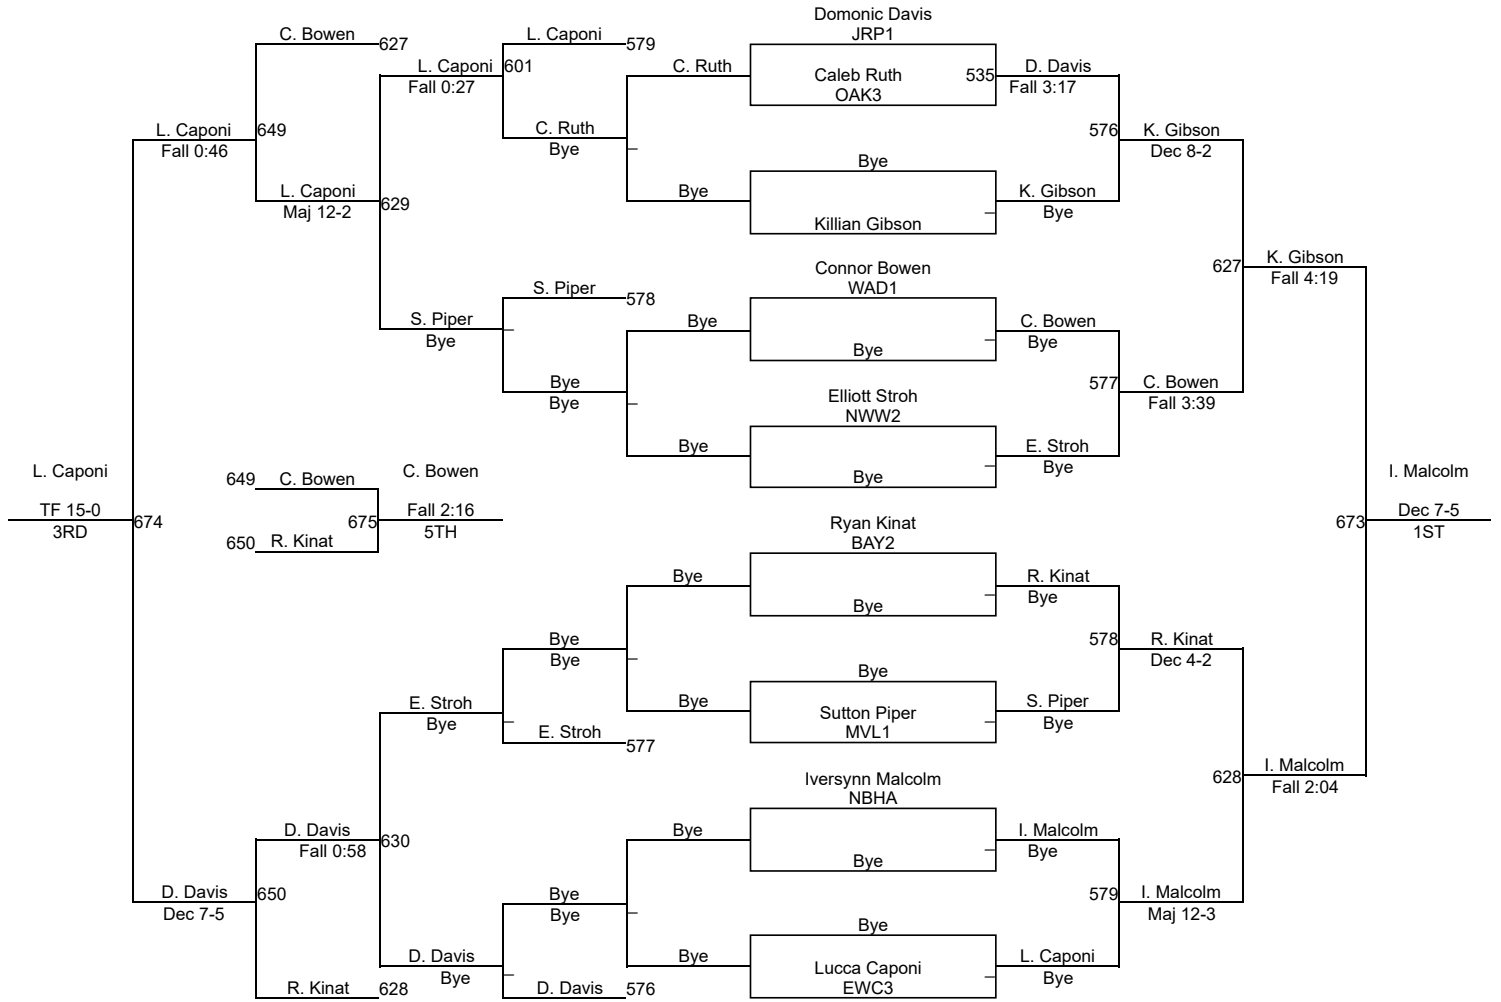 Domonic Davis
JRP1
C. Bowen
627
L. Caponi
579
L. Caponi
601
Fall 0:27
C. Ruth
Caleb Ruth
OAK3
535
D. Davis
Fall 3:17
L. Caponi
649
Fall 0:46
C. Ruth
Bye
576
K. Gibson
Dec 8-2
Bye
L. Caponi
Maj 12-2
629
Bye
K. Gibson
Bye
Killian Gibson
Connor Bowen
WAD1
627
K. Gibson
Fall 4:19
S. Piper
578
S. Piper
Bye
Bye
C. Bowen
Bye
Bye
Bye
Bye
577
C. Bowen
Fall 3:39
Elliott Stroh
NWW2
Bye
E. Stroh
Bye
Bye
L. Caponi
649
C. Bowen
C. Bowen
I. Malcolm
TF 15-0
674
3RD
675
Fall 2:16
5TH
673
Dec 7-5
1ST
650
R. Kinat
Ryan Kinat
BAY2
Bye
R. Kinat
Bye
Bye
Bye
Bye
578
R. Kinat
Dec 4-2
Bye
E. Stroh
Bye
Bye
Sutton Piper
MVL1
S. Piper
Bye
E. Stroh
577
Iversynn Malcolm
NBHA
628
I. Malcolm
Fall 2:04
D. Davis
Fall 0:58
630
Bye
I. Malcolm
Bye
Bye
D. Davis
650
Dec 7-5
Bye
Bye
579
I. Malcolm
Maj 12-3
Bye
D. Davis
Bye
Bye
Lucca Caponi
EWC3
L. Caponi
Bye
R. Kinat
628
D. Davis
576